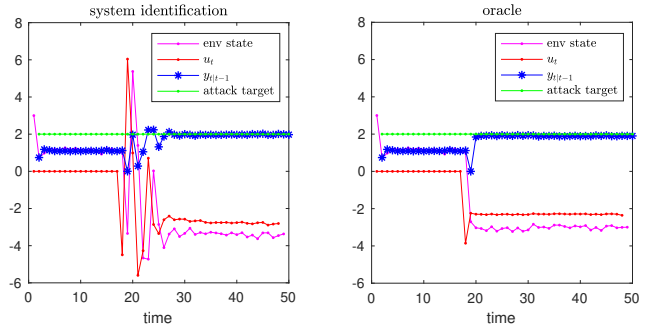 system identification
8
6
4
2
0
-2
-4
-6
0 10 20 30 40 50
time
env state
u_t
y_{t|t-1}
attack target
oracle
8
6
4
2
0
-2
-4
-6
0 10 20 30 40 50
time
env state
u_t
y_{t|t-1}
attack target